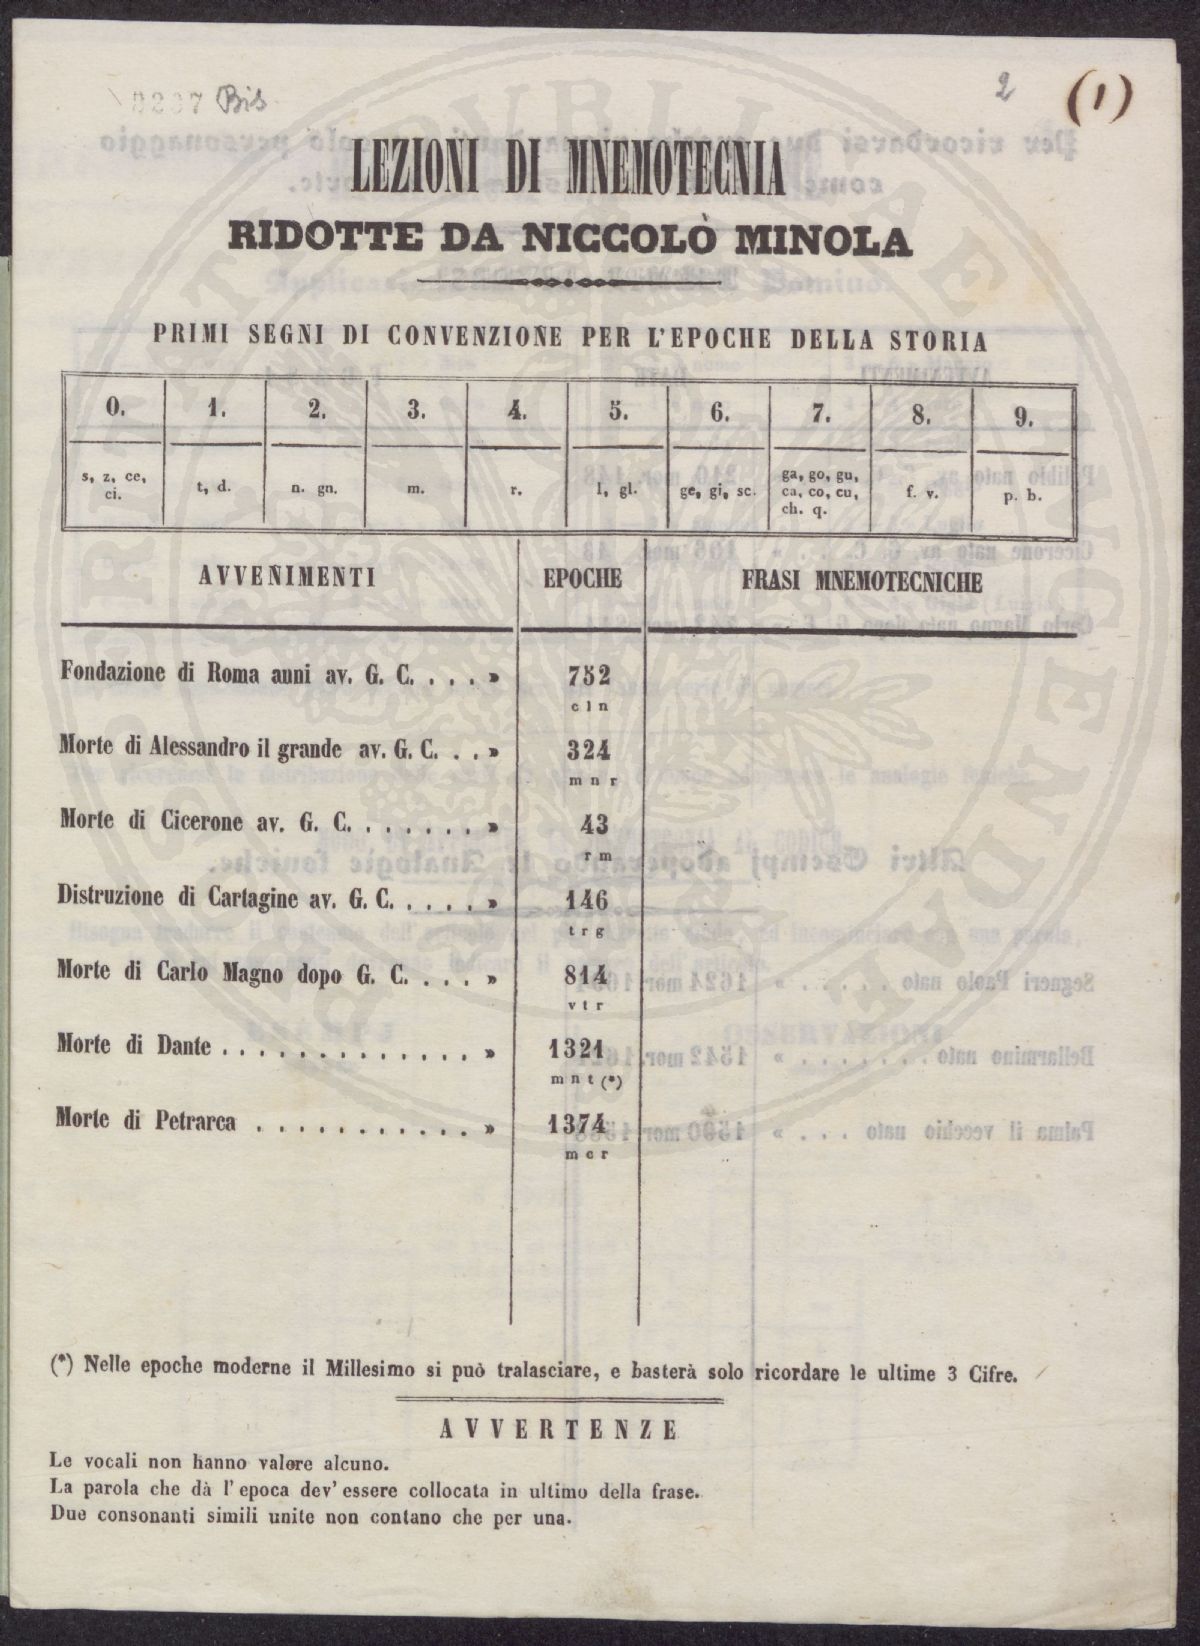 3237 Bis
2 (1)
LEZIONI DI MNEMOTECNIA
RIDOTTE DA NICCOLÒ MINOLA
PRIMI SEGNI DI CONVENZIONE PER L'EPOCHE DELLA STORIA
0. 1. 2. 3. 4. 5. 6. 7. 8. 9.
s, z, ce, ci. t, d. n. gn. m. r. l, gl. ge, gi, sc. ga, go, gu, ca, co, cu, ch. q. f. v. p. b.
AVVENIMENTI EPOCHE FRASI MNEMOTECNICHE
Fondazione di Roma anni av. G. C. . . . . » 752
c l n
Morte di Alessandro il grande av. G. C. . . » 324
m n r
Morte di Cicerone av. G. C. . . . . . . . » 43
r m
Distruzione di Cartagine av. G. C. . . . . . » 146
t r g
Morte di Carlo Magno dopo G. C. . . . . » 814
v t r
Morte di Dante . . . . . . . . . . . . . . » 1321
m n t (*)
Morte di Petrarca . . . . . . . . . . . . » 1374
m c r
(*) Nelle epoche moderne il Millesimo si può tralasciare, e basterà solo ricordare le ultime 3 Cifre.
AVVERTENZE
Le vocali non hanno valore alcuno.
La parola che dà l'epoca dev'essere collocata in ultimo della frase.
Due consonanti simili unite non contano che per una.